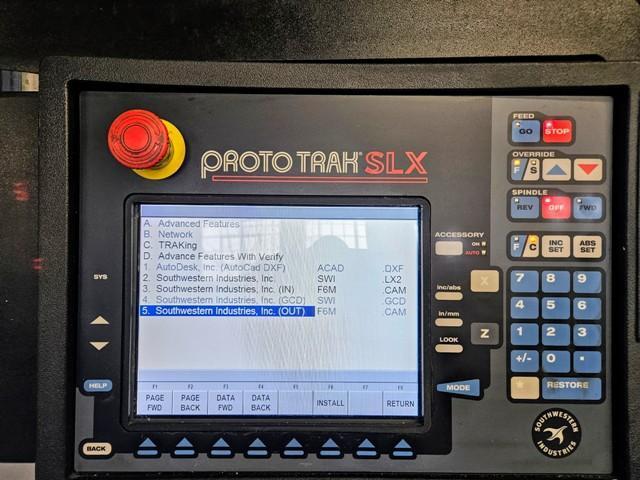 FEED
GO STOP
OVERRIDE
F S
SPINDLE
REV OFF FWD
PROTO TRAK® SLX
ACCESSORY
ON
AUTO
F C INC SET ABS SET
A. Advanced Features
B. Network
C. TRAKing
D. Advance Features With Verify
1. AutoDesk, Inc. (AutoCad DXF) ACAD .DXF
2. Southwestern Industries, Inc. SWI .LX2
3. Southwestern Industries, Inc. (IN) F6M .CAM
4. Southwestern Industries, Inc. (GCD) SWI .GCD
5. Southwestern Industries, Inc. (OUT) F6M .CAM
SYS
HELP
BACK
F1 F2 F3 F4 F5 F6 F7 F8
PAGE FWD PAGE BACK DATA FWD DATA BACK INSTALL RETURN
inc/abs
in/mm
LOOK
MODE
X
Z
7 8 9
4 5 6
1 2 3
+/- 0 .
* RESTORE
SOUTHWESTERN INDUSTRIES